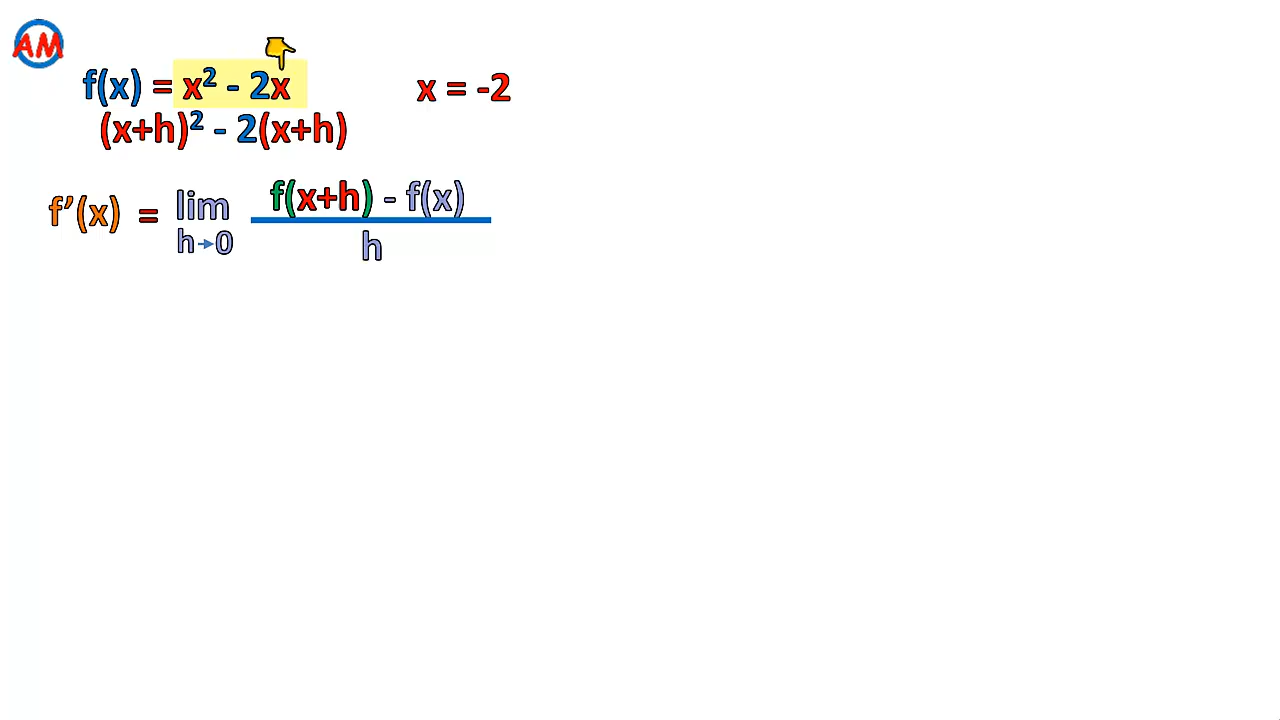 AM
f(x) = x² - 2x
x = -2
(x+h)² - 2(x+h)
f(x+h) - f(x)
f’(x) = lim
h→0
h